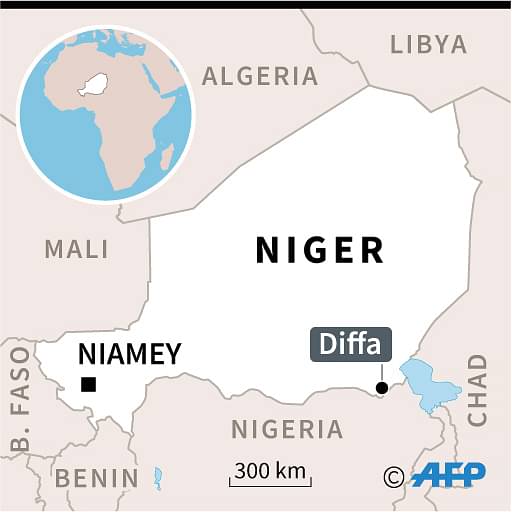 LIBYA
ALGERIA
MALI
NIGER
NIAMEY
Diffa
B. FASO
CHAD
NIGERIA
BENIN
300 km
© AFP